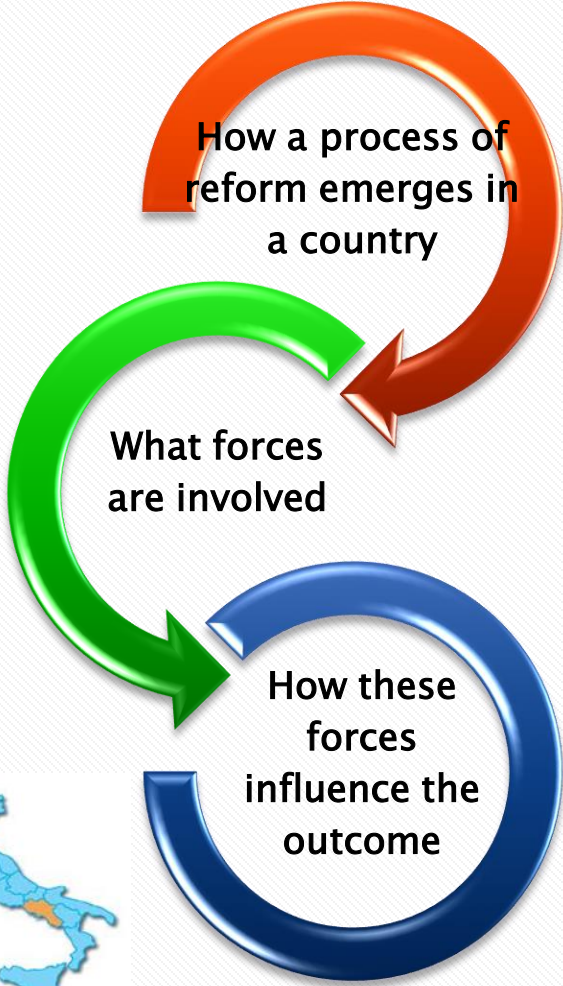 How a process of
reform emerges in
a country
What forces
are involved
How these
forces
influence the
outcome